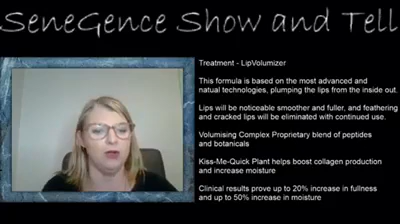 SeneGence Show and Tell
Treatment - LipVolumizer
This formula is based on the most advanced and
natual technologies, plumping the lips from the inside out.
Lips will be noticeable smoother and fuller, and feathering
and cracked lips will be eliminated with continued use.
Volumising Complex Proprietary blend of peptides
and botanicals
Kiss-Me-Quick Plant helps boost collagen production
and increase moisture
Clinical results prove up to 20% increase in fullness
and up to 50% increase in moisture